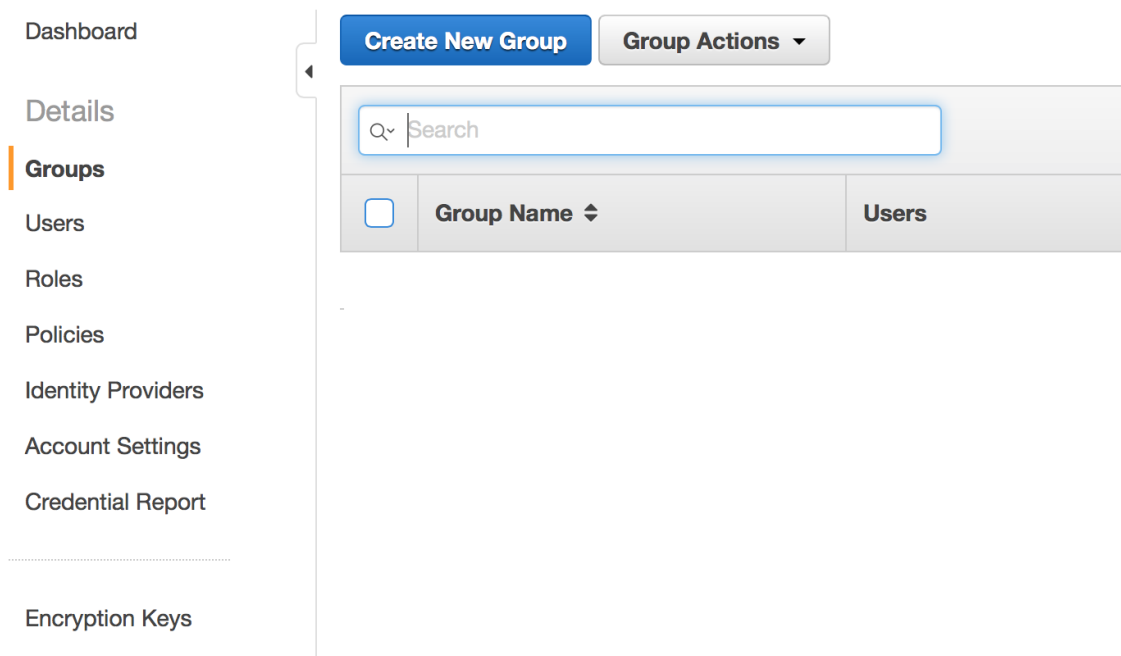 Dashboard
Details
Groups
Users
Roles
Policies
Identity Providers
Account Settings
Credential Report
Encryption Keys
Create New Group
Group Actions
Search
Group Name
Users